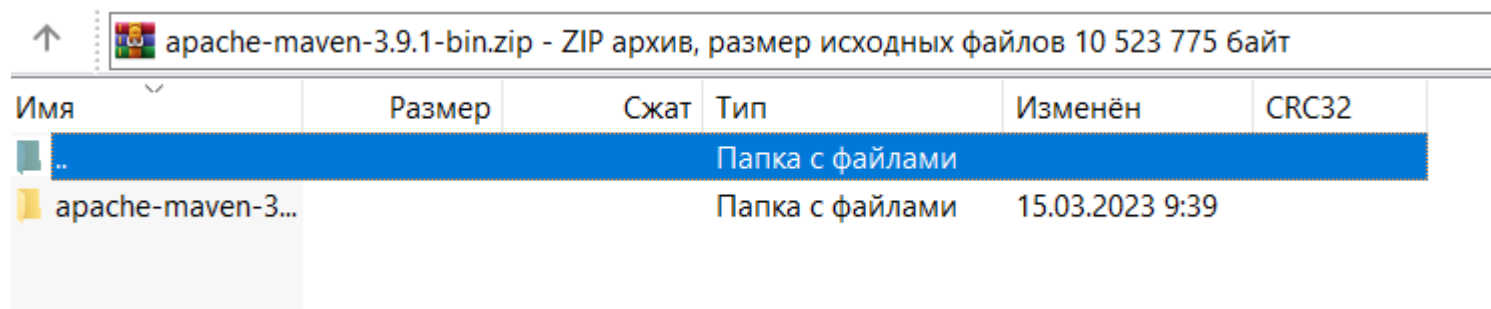 apache-maven-3.9.1-bin.zip - ZIP архив, размер исходных файлов 10 523 775 байт
Имя Размер Сжат Тип Изменён CRC32
.. Папка с файлами
apache-maven-3... Папка с файлами 15.03.2023 9:39